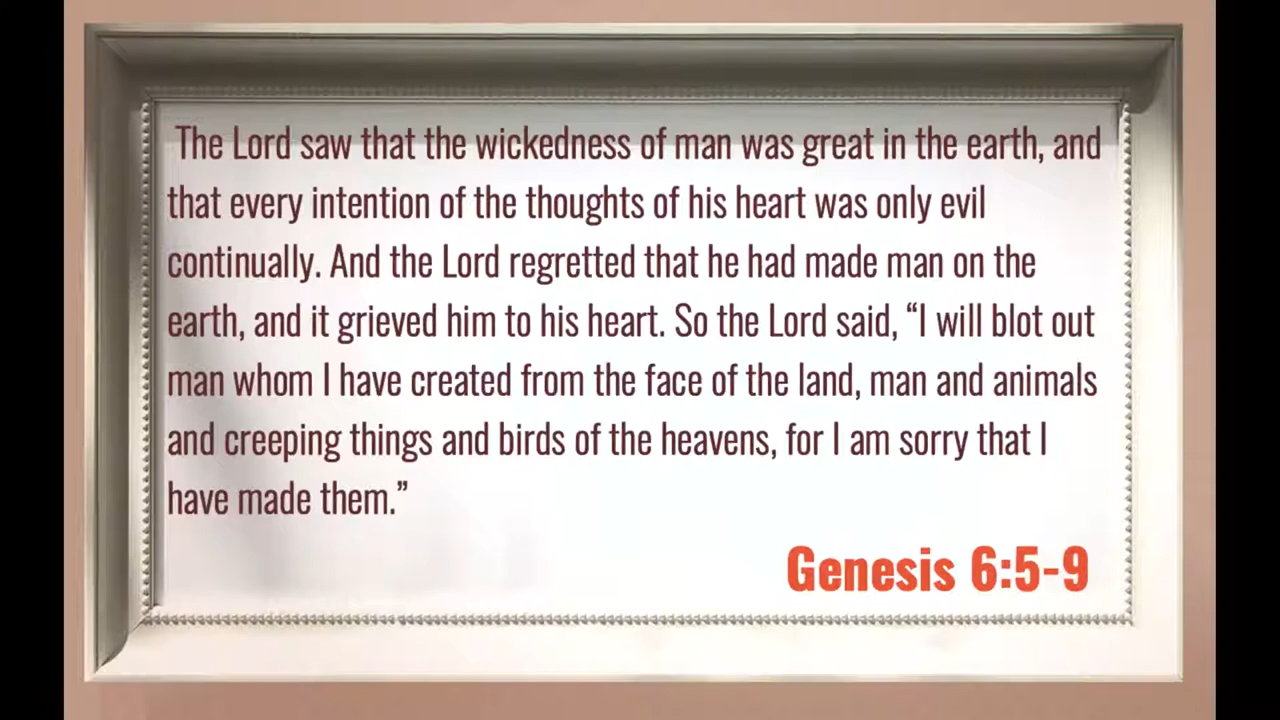 The Lord saw that the wickedness of man was great in the earth, and
that every intention of the thoughts of his heart was only evil
continually. And the Lord regretted that he had made man on the
earth, and it grieved him to his heart. So the Lord said, “I will blot out
man whom I have created from the face of the land, man and animals
and creeping things and birds of the heavens, for I am sorry that I
have made them.”
Genesis 6:5-9